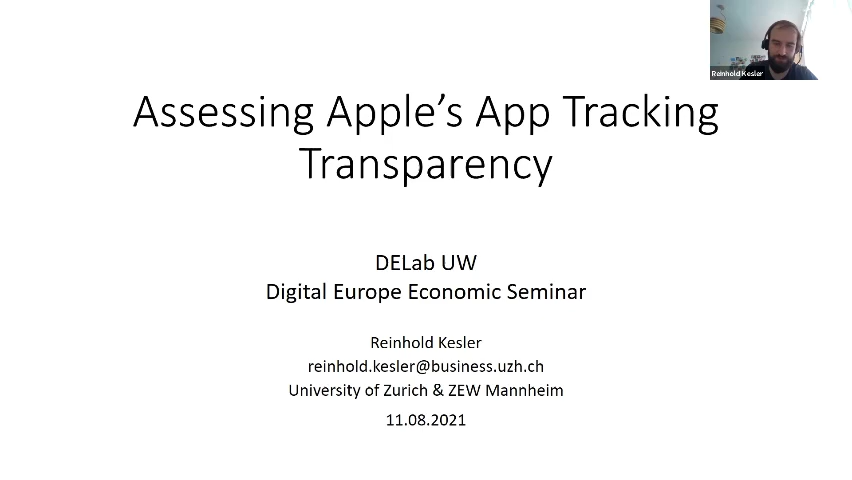 Reinhold Kesler
Assessing Apple's App Tracking
Transparency
DELab UW
Digital Europe Economic Seminar
Reinhold Kesler
reinhold.kesler@business.uzh.ch
University of Zurich & ZEW Mannheim
11.08.2021